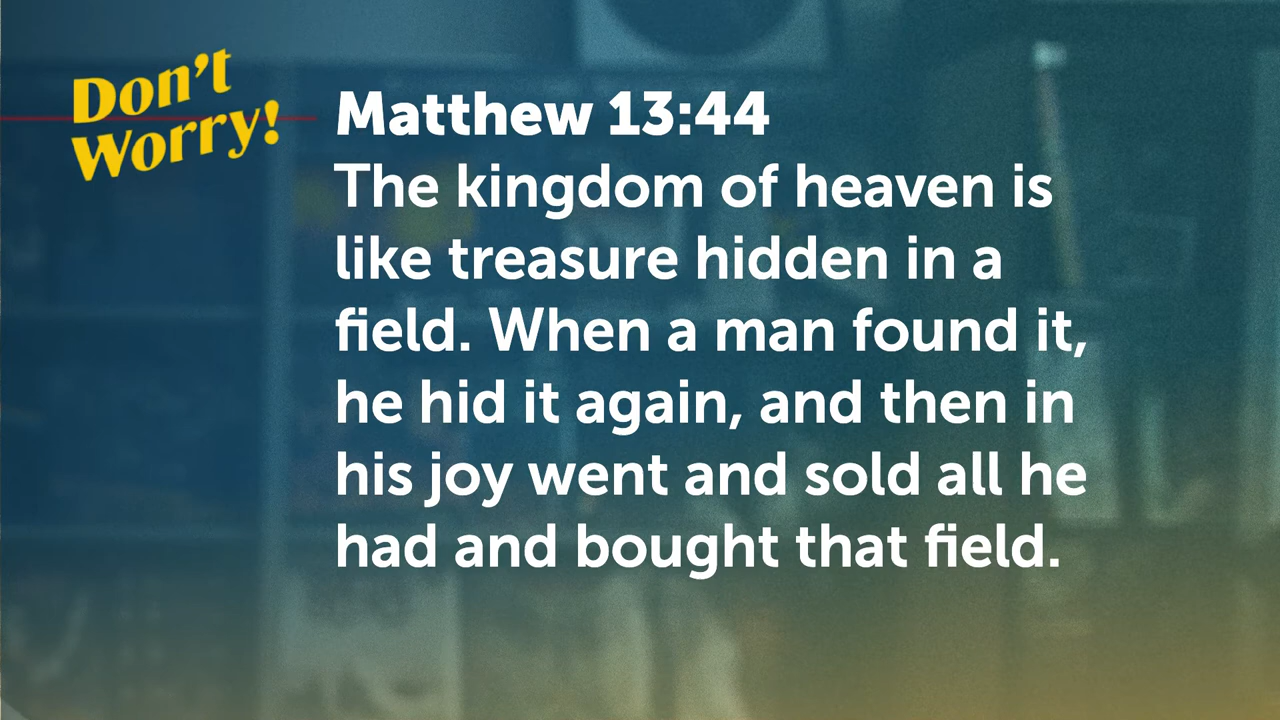 Don't
Worry!
Matthew 13:44
The kingdom of heaven is
like treasure hidden in a
field. When a man found it,
he hid it again, and then in
his joy went and sold all he
had and bought that field.